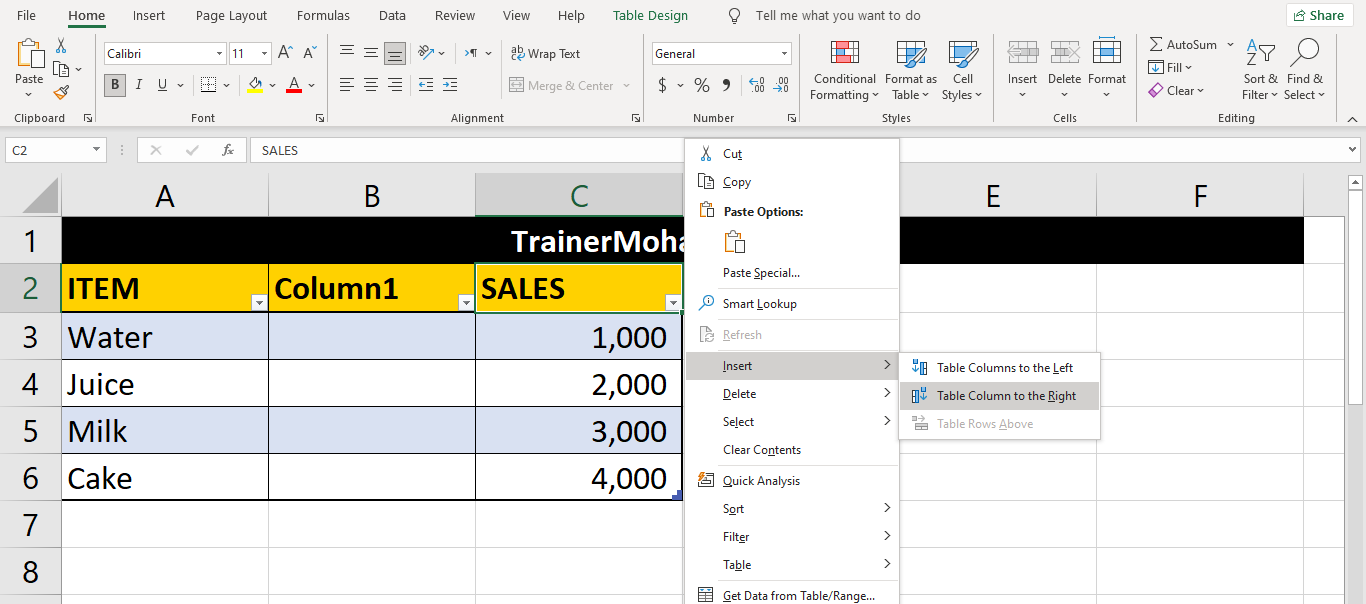 File Home Insert Page Layout Formulas Data Review View Help Table Design Tell me what you want to do Share
Calibri 11 Wrap Text General
Paste B I U Merge & Center $ % Conditional Formatting Format as Table Cell Styles Insert Delete Format AutoSum Fill Clear Sort & Filter Find & Select
Clipboard Font Alignment Number Styles Cells Editing
C2 fx SALES
A B C E F
1 TrainerMoha
2 ITEM Column1 SALES
3 Water 1,000
4 Juice 2,000
5 Milk 3,000
6 Cake 4,000
7
8
Cut
Copy
Paste Options:
Paste Special...
Smart Lookup
Refresh
Insert
Delete
Select
Clear Contents
Quick Analysis
Sort
Filter
Table
Get Data from Table/Range...
Table Columns to the Left
Table Column to the Right
Table Rows Above